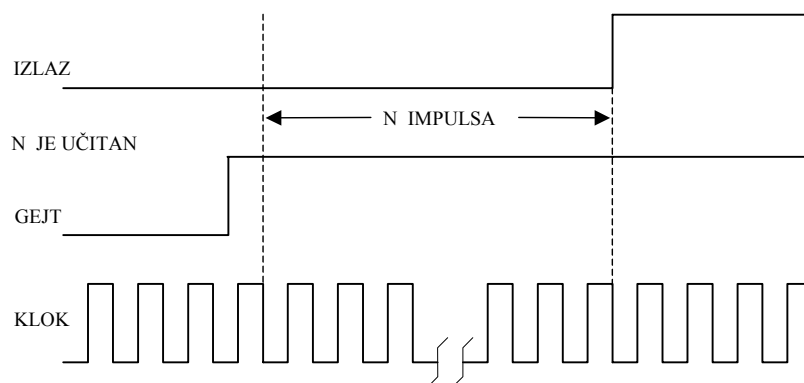 IZLAZ
N IMPULSA
N JE UČITAN
GEJT
KLOK